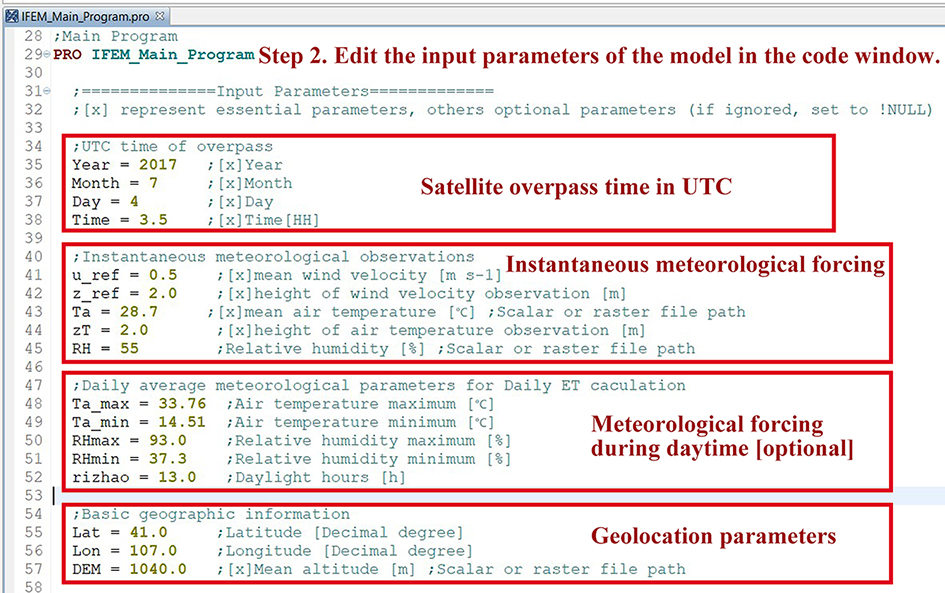 IFEM_Main_Program.pro
28 ;Main Program
29 PRO IFEM_Main_Program Step 2. Edit the input parameters of the model in the code window.
30
31 ;==============Input Parameters=============
32 ;[x] represent essential parameters, others optional parameters (if ignored, set to !NULL)
33
34 ;UTC time of overpass
35 Year = 2017 ;[x]Year
36 Month = 7 ;[x]Month
Satellite overpass time in UTC
37 Day = 4 ;[x]Day
38 Time = 3.5 ;[x]Time[HH]
39
40 ;Instantaneous meteorological observations
Instantaneous meteorological forcing
41 u_ref = 0.5 ;[x]mean wind velocity [m s-1]
42 z_ref = 2.0 ;[x]height of wind velocity observation [m]
43 Ta = 28.7 ;[x]mean air temperature [℃] ;Scalar or raster file path
44 zT = 2.0 ;[x]height of air temperature observation [m]
45 RH = 55 ;Relative humidity [%] ;Scalar or raster file path
46
47 ;Daily average meteorological parameters for Daily ET caculation
48 Ta_max = 33.76 ;Air temperature maximum [℃]
49 Ta_min = 14.51 ;Air temperature minimum [℃]
Meteorological forcing
50 RHmax = 93.0 ;Relative humidity maximum [%]
during daytime [optional]
51 RHmin = 37.3 ;Relative humidity minimum [%]
52 rizhao = 13.0 ;Daylight hours [h]
53
54 ;Basic geographic information
55 Lat = 41.0 ;Latitude [Decimal degree]
Geolocation parameters
56 Lon = 107.0 ;Longitude [Decimal degree]
57 DEM = 1040.0 ;[x]Mean altitude [m] ;Scalar or raster file path
58